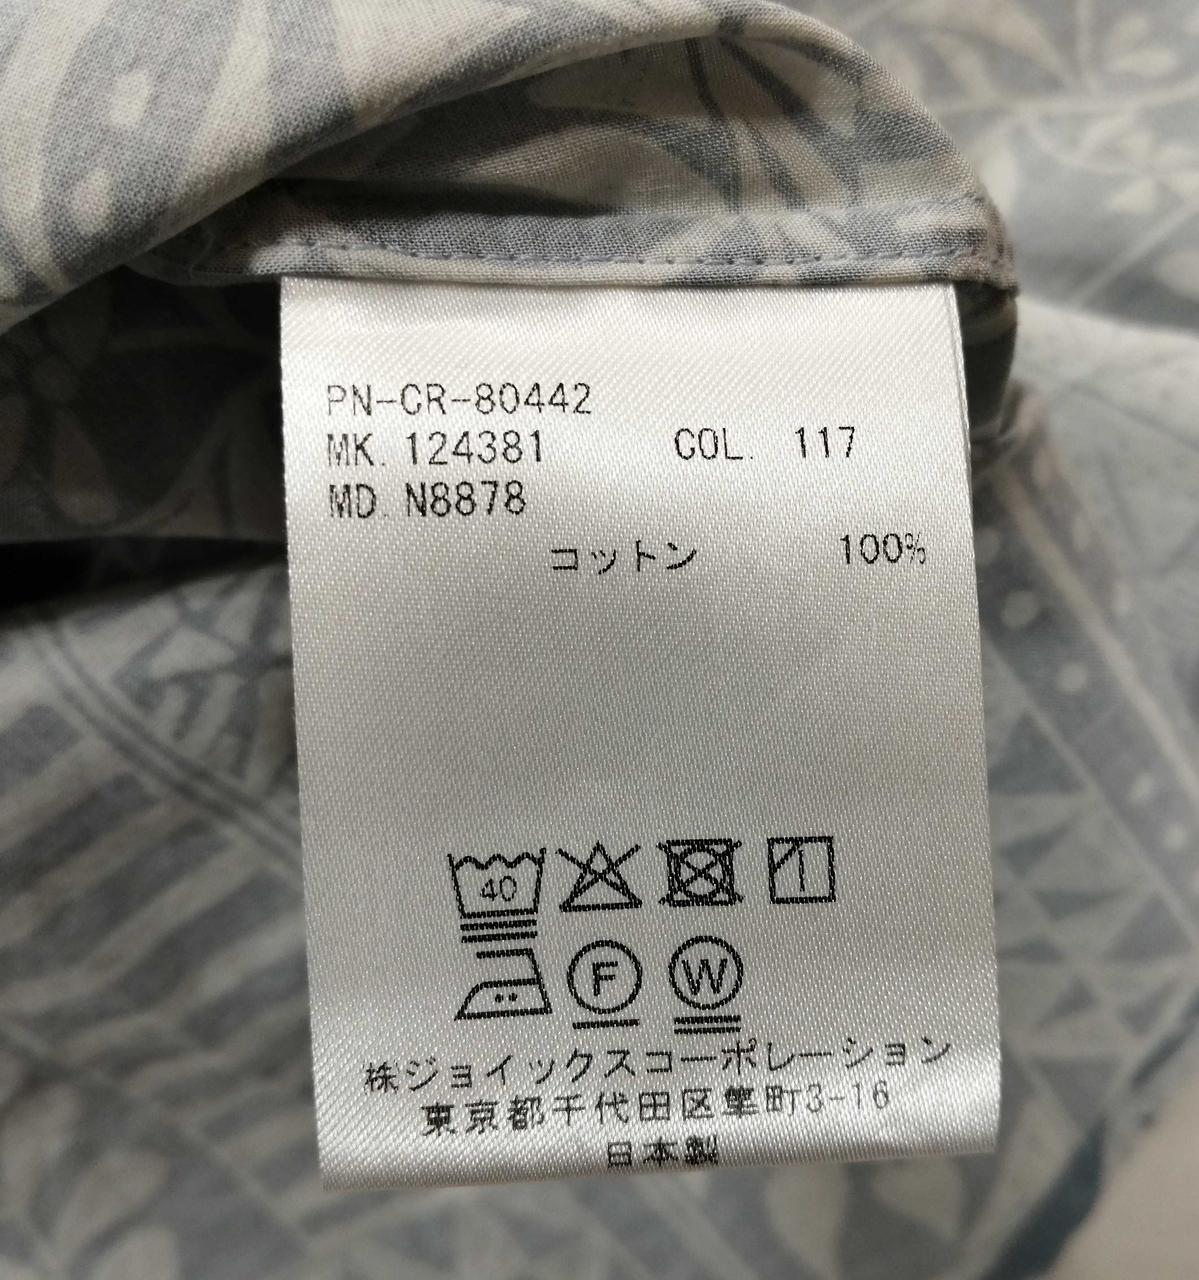 PN-CR-80442
MK. 124381 COL. 117
MD. N8878
コットン 100%
40
F W
株ジョイックスコーポレーション
東京都千代田区隼町3-16
日本製